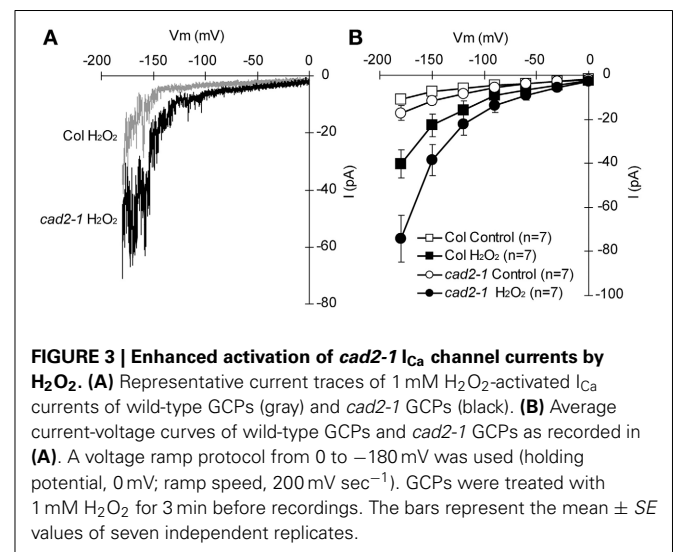 A
B
Vm (mV)
Vm (mV)
-200
-150
-100
-50
0
-200
-150
-100
-50
0
0
-20
-40
-60
-80
I (pA)
Col H₂O₂
cad2-1 H₂O₂
0
-20
-40
-60
-80
-100
I (pA)
Col Control (n=7)
Col H₂O₂ (n=7)
cad2-1 Control (n=7)
cad2-1 H₂O₂ (n=7)
FIGURE 3 | Enhanced activation of cad2-1 I_Ca channel currents by
H₂O₂. (A) Representative current traces of 1 mM H₂O₂-activated I_Ca
currents of wild-type GCPs (gray) and cad2-1 GCPs (black). (B) Average
current-voltage curves of wild-type GCPs and cad2-1 GCPs as recorded in
(A). A voltage ramp protocol from 0 to −180 mV was used (holding
potential, 0 mV; ramp speed, 200 mV sec⁻¹). GCPs were treated with
1 mM H₂O₂ for 3 min before recordings. The bars represent the mean ± SE
values of seven independent replicates.